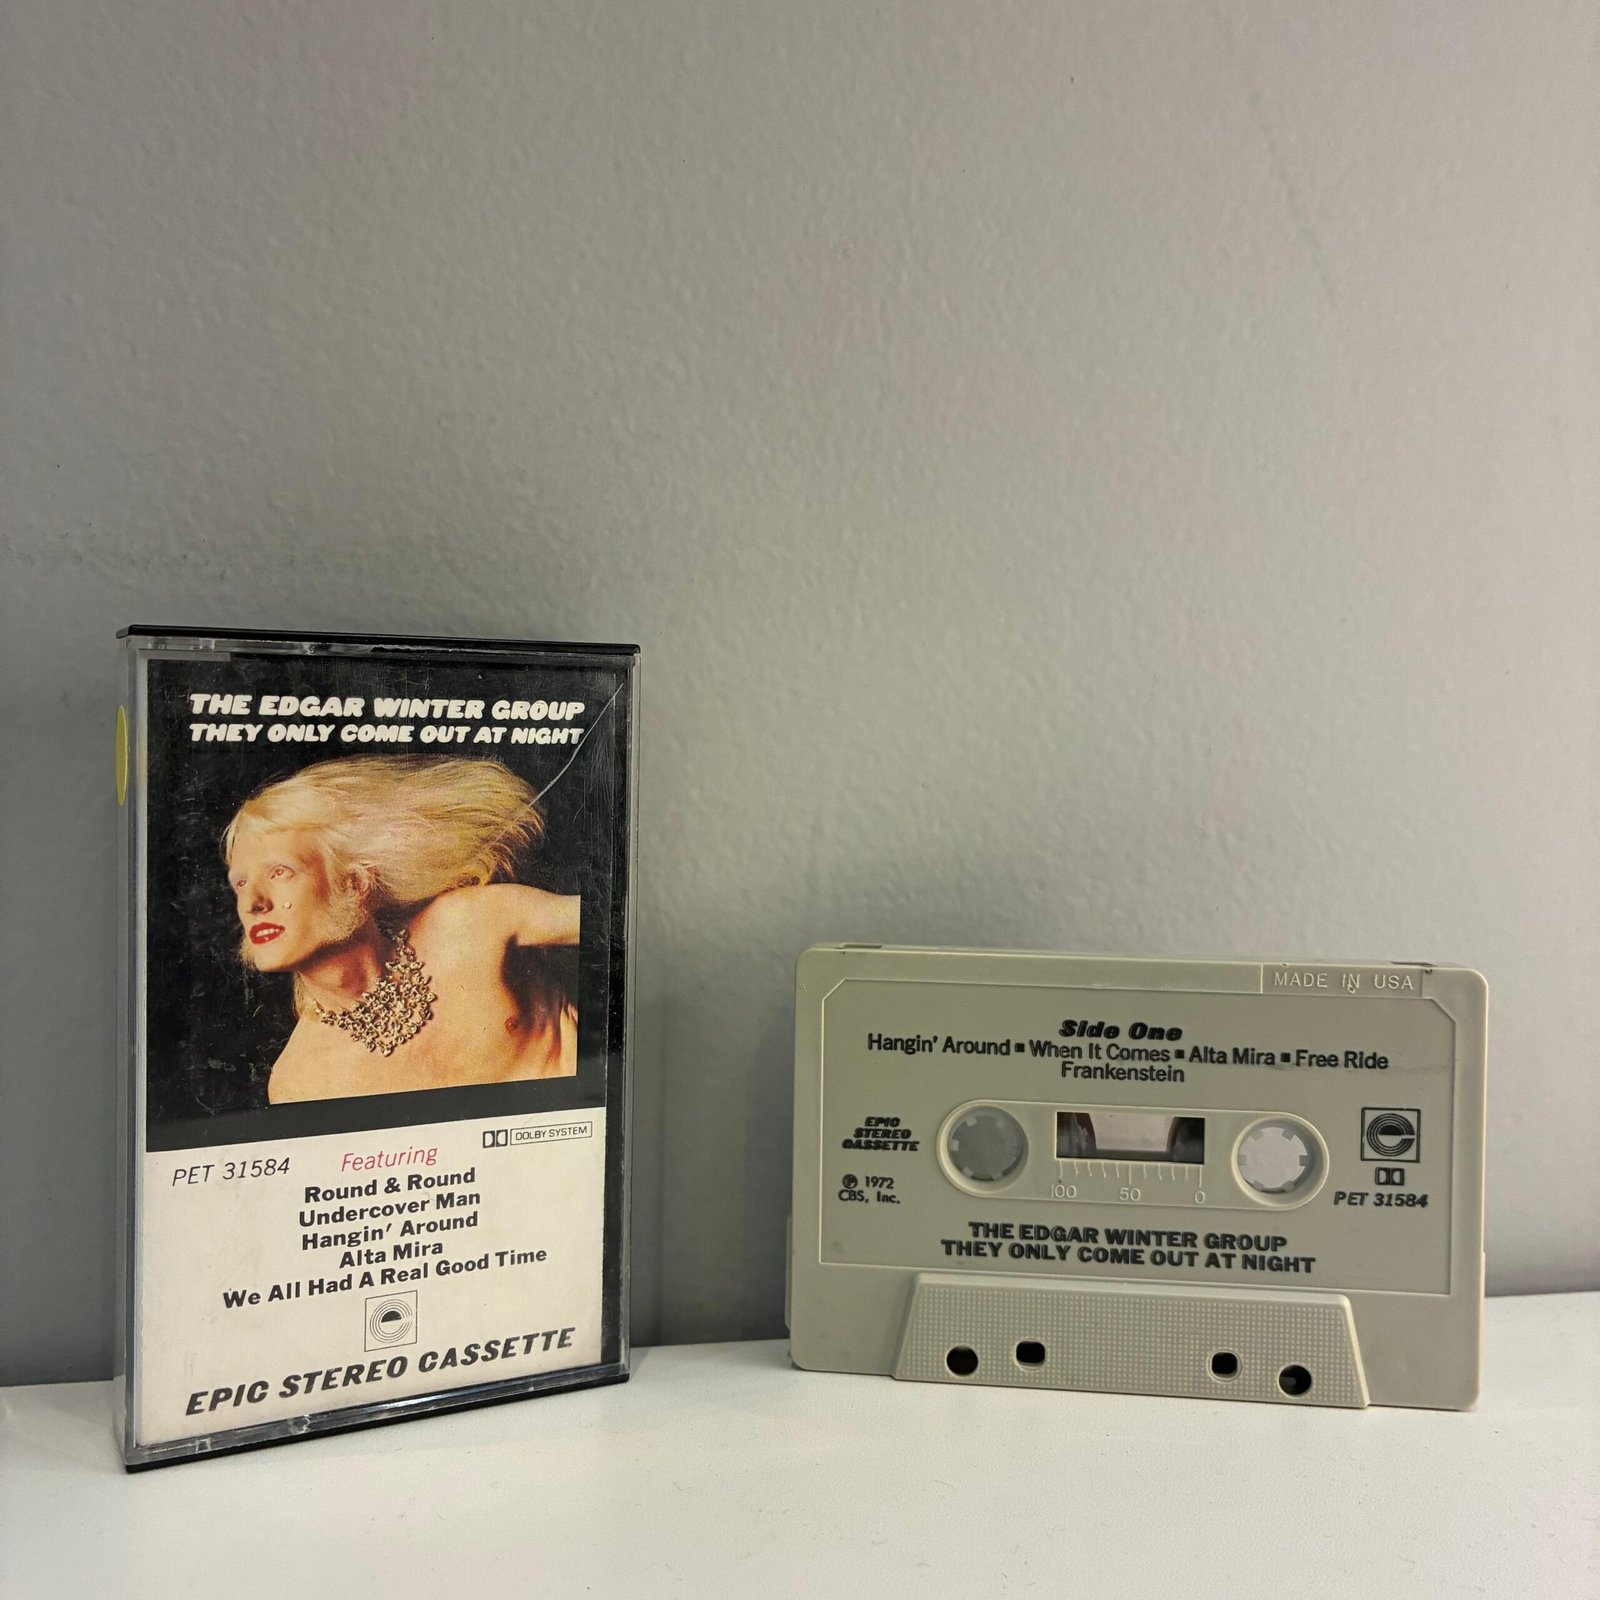 THE EDGAR WINTER GROUP
THEY ONLY COME OUT AT NIGHT
DOLBY SYSTEM
PET 31584
Featuring
Round & Round
Undercover Man
Hangin' Around
Alta Mira
We All Had A Real Good Time
EPIC STEREO CASSETTE
MADE IN USA
Side One
Hangin' Around ▪ When It Comes ▪ Alta Mira ▪ Free Ride
Frankenstein
EPIC
STEREO
CASSETTE
℗ 1972
CBS, Inc.
100 50 0
PET 31584
THE EDGAR WINTER GROUP
THEY ONLY COME OUT AT NIGHT